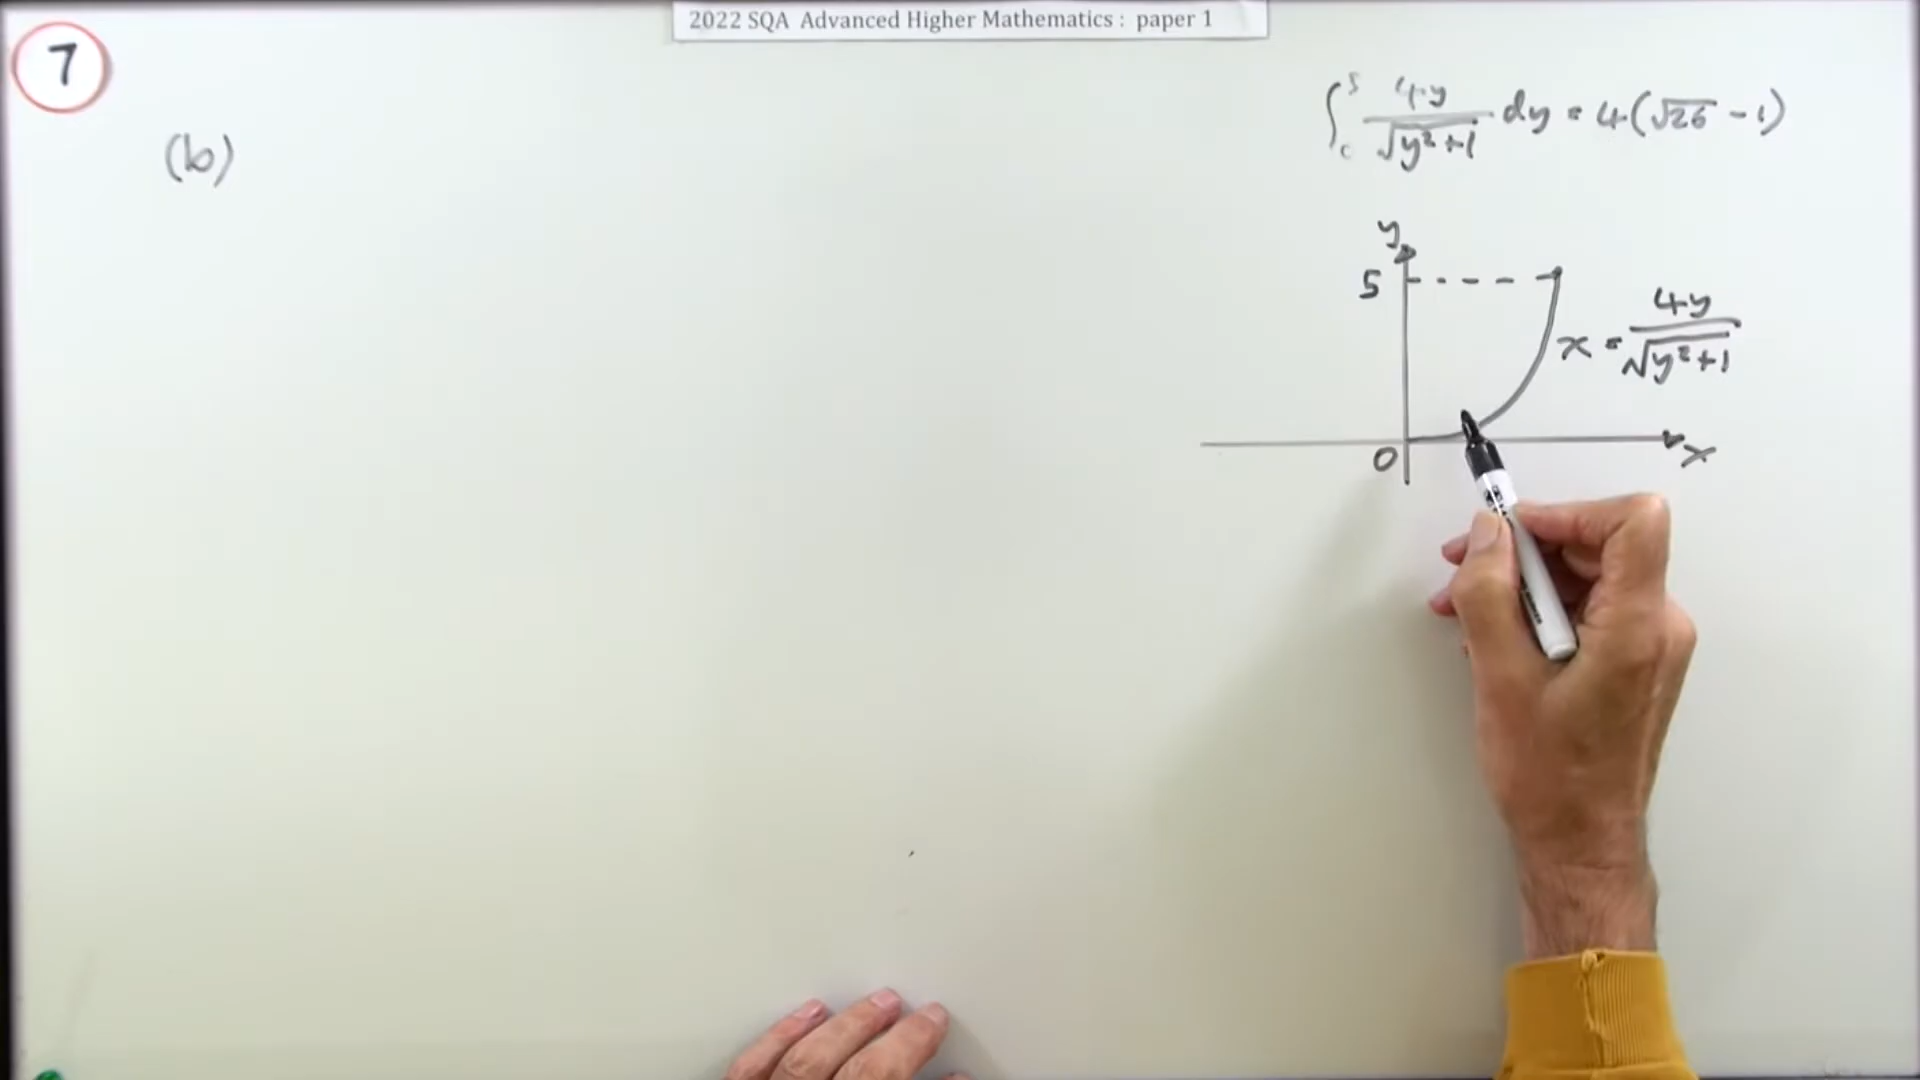 2022 SQA Advanced Higher Mathematics : paper 1
7
(b)
∫₀⁵ 4y/√(y²+1) dy = 4(√26 - 1)
y
5
x = 4y/√(y²+1)
0
x